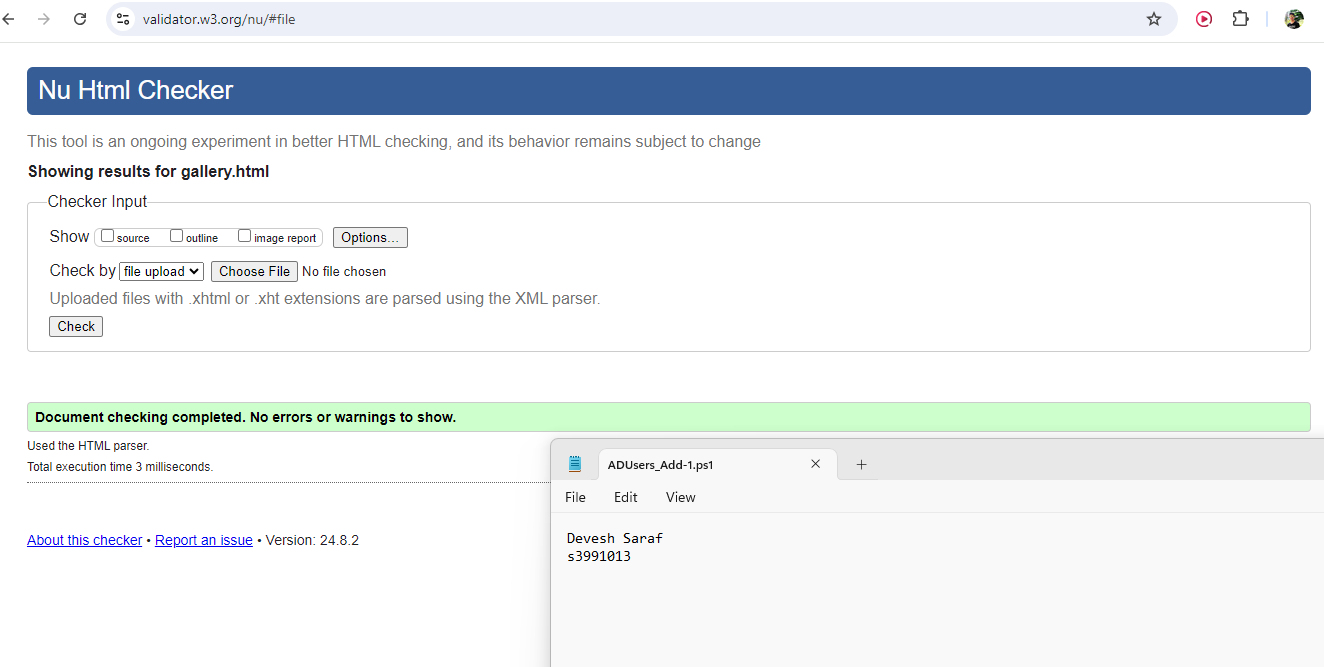 validator.w3.org/nu/#file
Nu Html Checker
This tool is an ongoing experiment in better HTML checking, and its behavior remains subject to change
Showing results for gallery.html
Checker Input
Show source outline image report Options...
Check by file upload Choose File No file chosen
Uploaded files with .xhtml or .xht extensions are parsed using the XML parser.
Check
Document checking completed. No errors or warnings to show.
Used the HTML parser.
Total execution time 3 milliseconds.
About this checker • Report an issue • Version: 24.8.2
ADUsers_Add-1.ps1
File Edit View
Devesh Saraf
s3991013